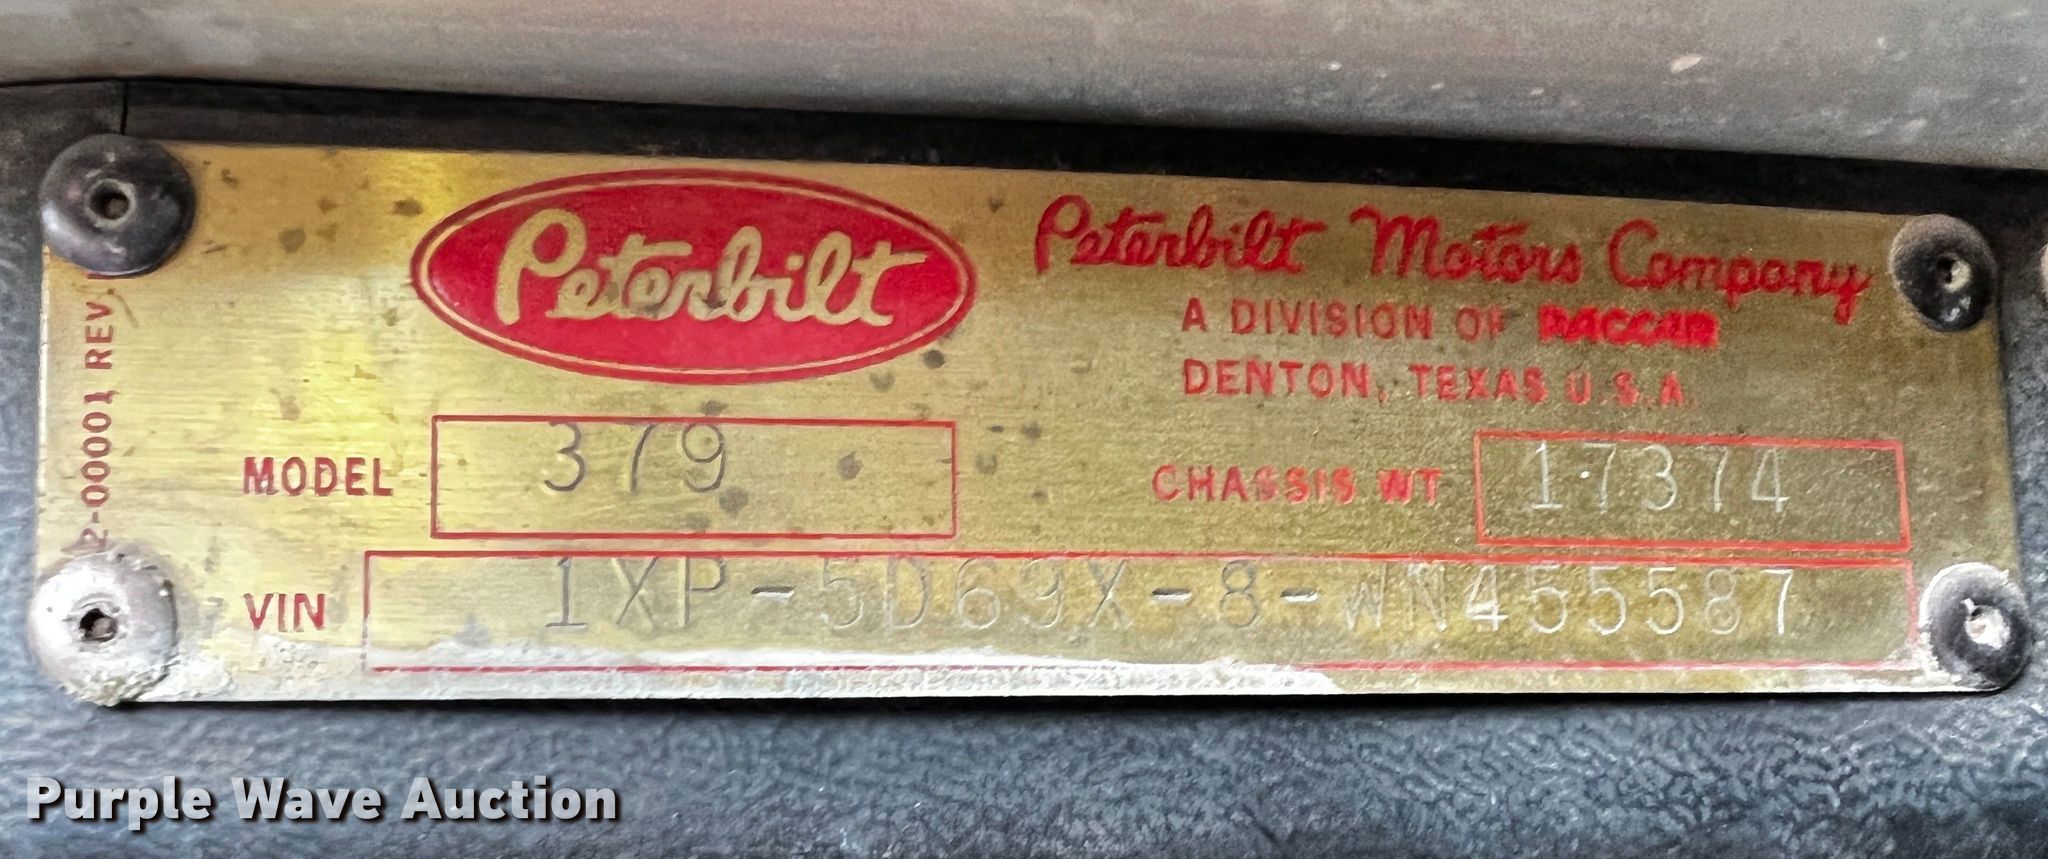 Peterbilt
Peterbilt Motors Company
A DIVISION OF PACCAR
DENTON, TEXAS U.S.A.
MODEL 379
CHASSIS WT 17374
VIN 1XP-5D69X-8-WN455587
2-00001 REV
Purple Wave Auction